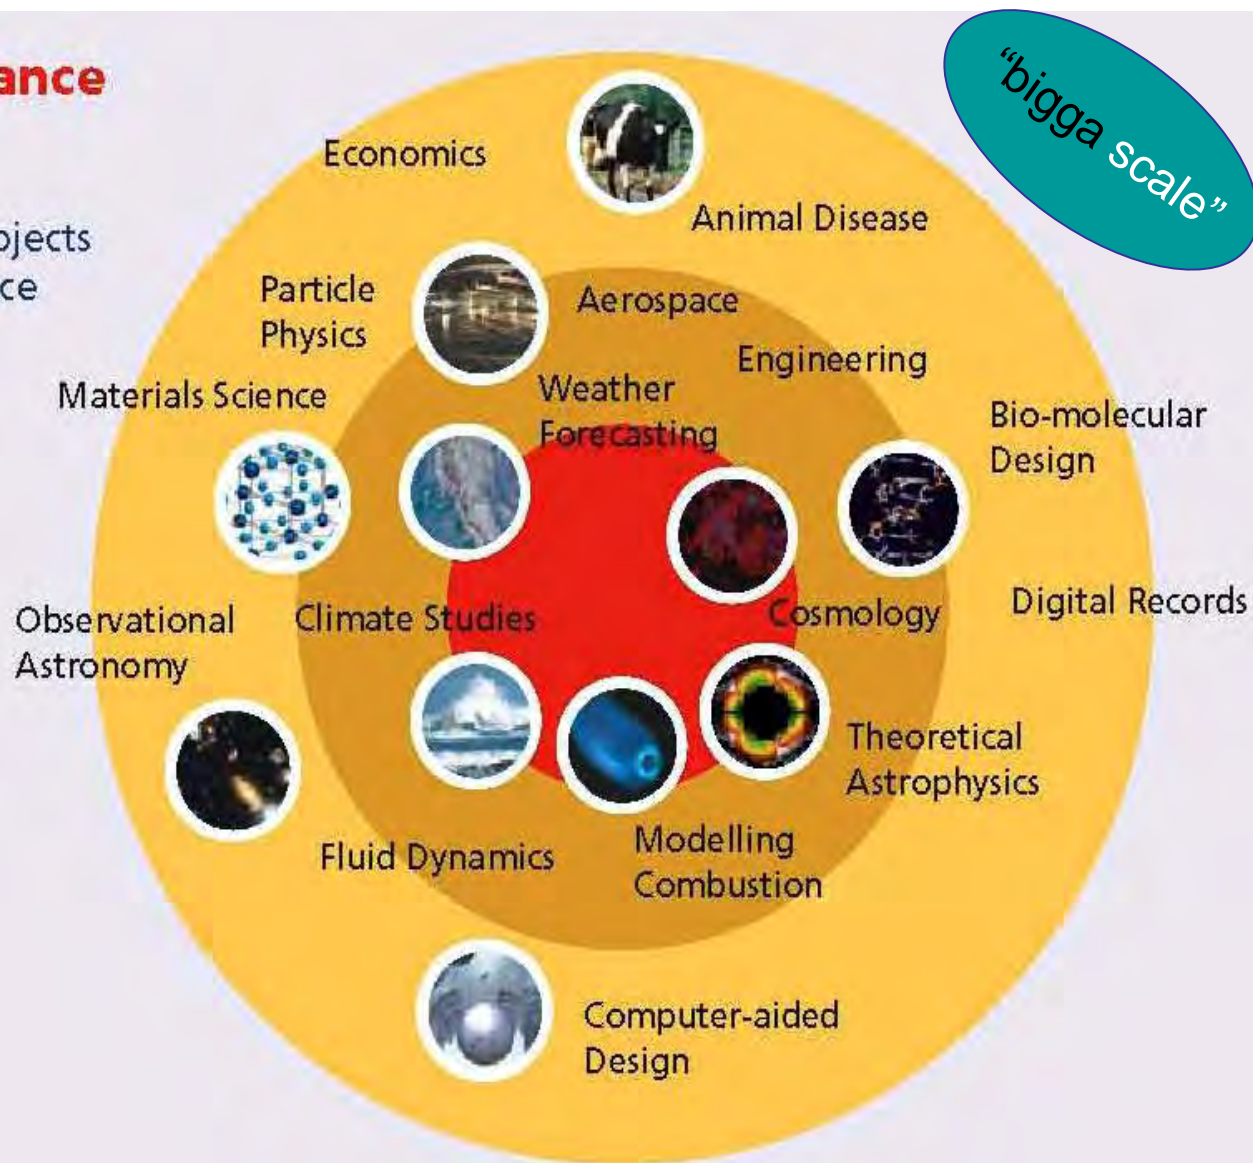 ance
"bigga scale"
Economics
Animal Disease
ojects
ce
Particle
Physics
Aerospace
Engineering
Materials Science
Weather
Forecasting
Bio-molecular
Design
Observational
Astronomy
Climate Studies
Cosmology
Digital Records
Theoretical
Astrophysics
Fluid Dynamics
Modelling
Combustion
Computer-aided
Design